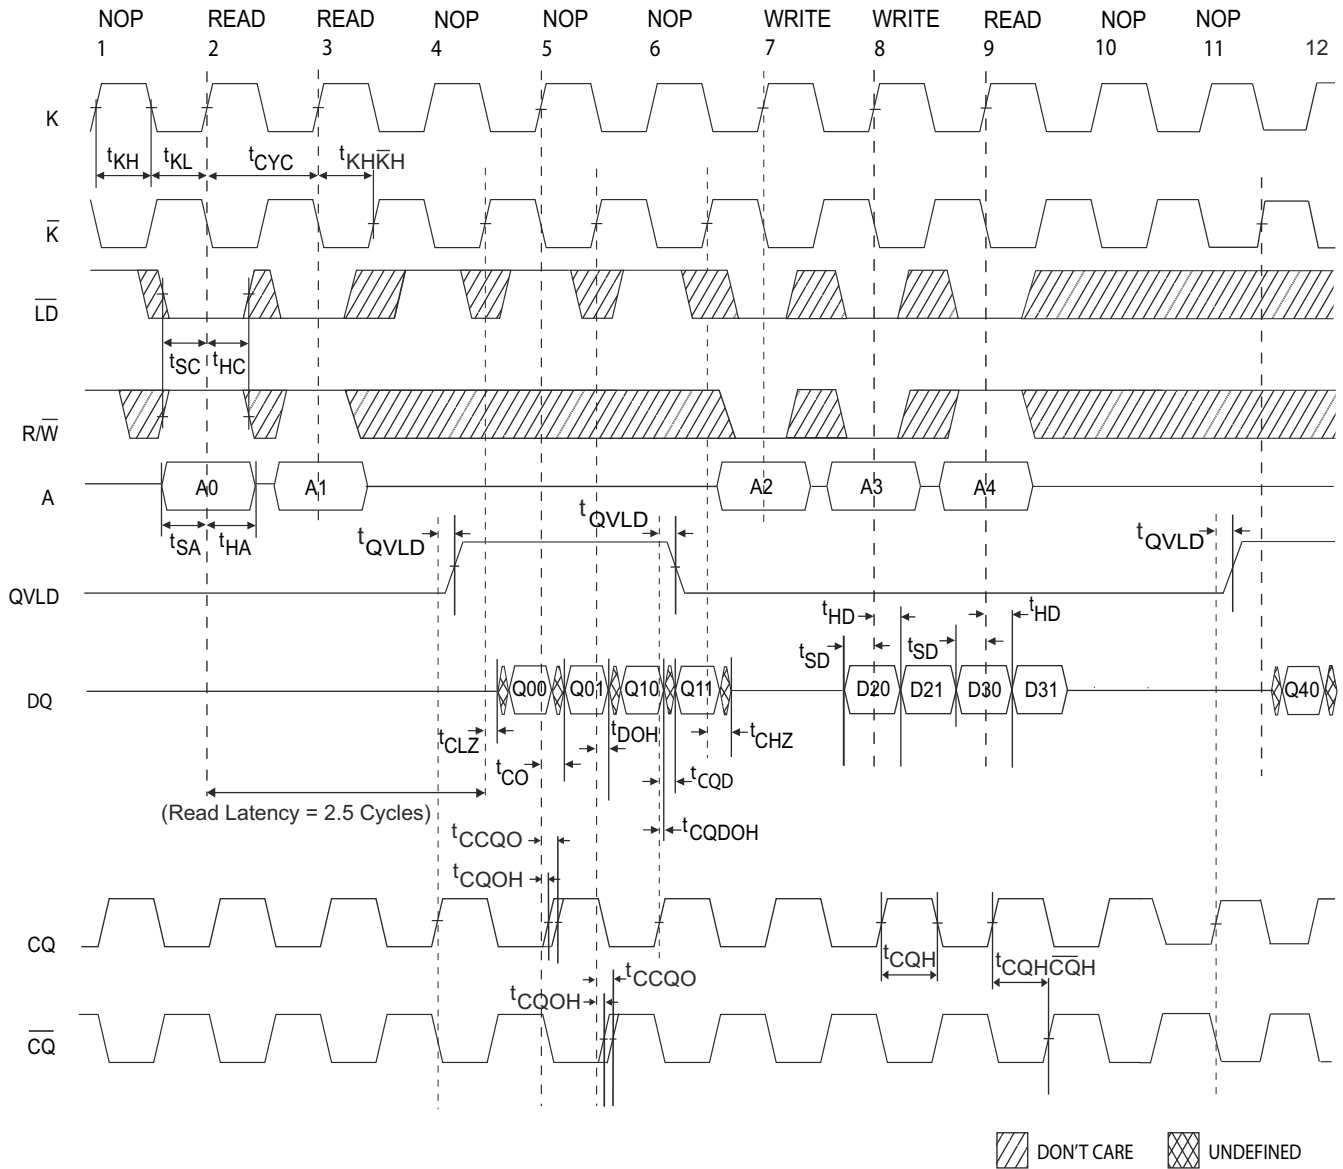 NOP READ READ NOP NOP NOP WRITE WRITE READ NOP NOP
1 2 3 4 5 6 7 8 9 10 11 12
K
tKH tKL tCYC tKHK̅H
K̅
L̅D̅
tSC tHC
R/W̅
A A0 A1 A2 A3 A4
tSA tHA tQVLD tQVLD tQVLD
QVLD
tHD tHD
tSD tSD
DQ Q00 Q01 Q10 Q11 D20 D21 D30 D31 Q40
tCLZ tDOH tCHZ
tCO tCQD
(Read Latency = 2.5 Cycles)
tCQDOH
tCCQO
tCQOH
CQ
tCQH tCQHC̅Q̅H
tCCQO
tCQOH
C̅Q̅
DON'T CARE UNDEFINED